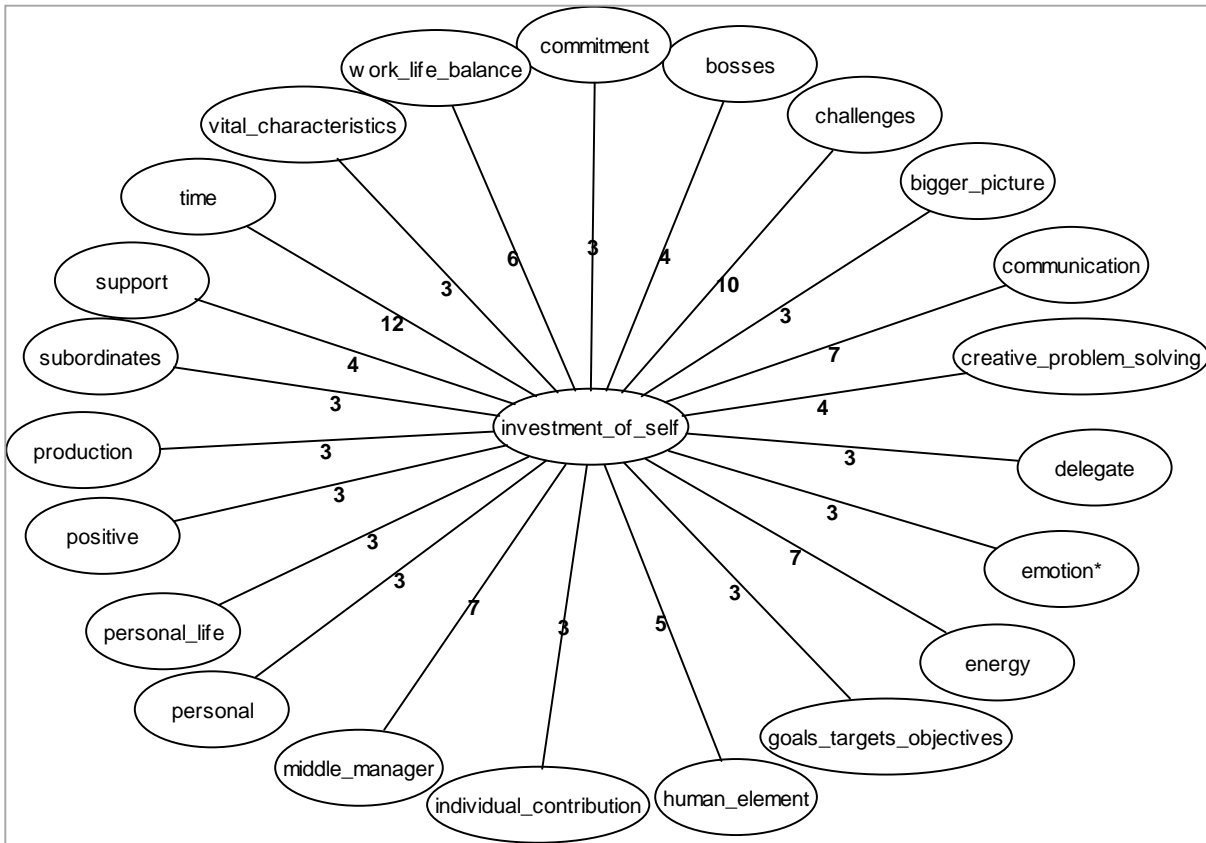 commitment
work_life_balance
bosses
challenges
vital_characteristics
bigger_picture
time
6
3
4
communication
support
3
10
12
3
subordinates
4
7
creative_problem_solving
3
4
investment_of_self
production
3
3
delegate
positive
3
3
emotion*
3
7
personal_life
3
7
3
3
5
energy
personal
goals_targets_objectives
middle_manager
individual_contribution
human_element